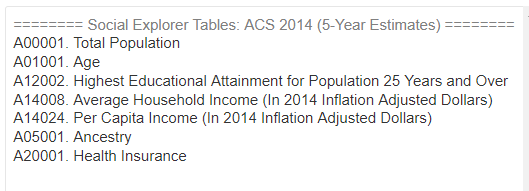 ======== Social Explorer Tables: ACS 2014 (5-Year Estimates) ========
A00001. Total Population
A01001. Age
A12002. Highest Educational Attainment for Population 25 Years and Over
A14008. Average Household Income (In 2014 Inflation Adjusted Dollars)
A14024. Per Capita Income (In 2014 Inflation Adjusted Dollars)
A05001. Ancestry
A20001. Health Insurance